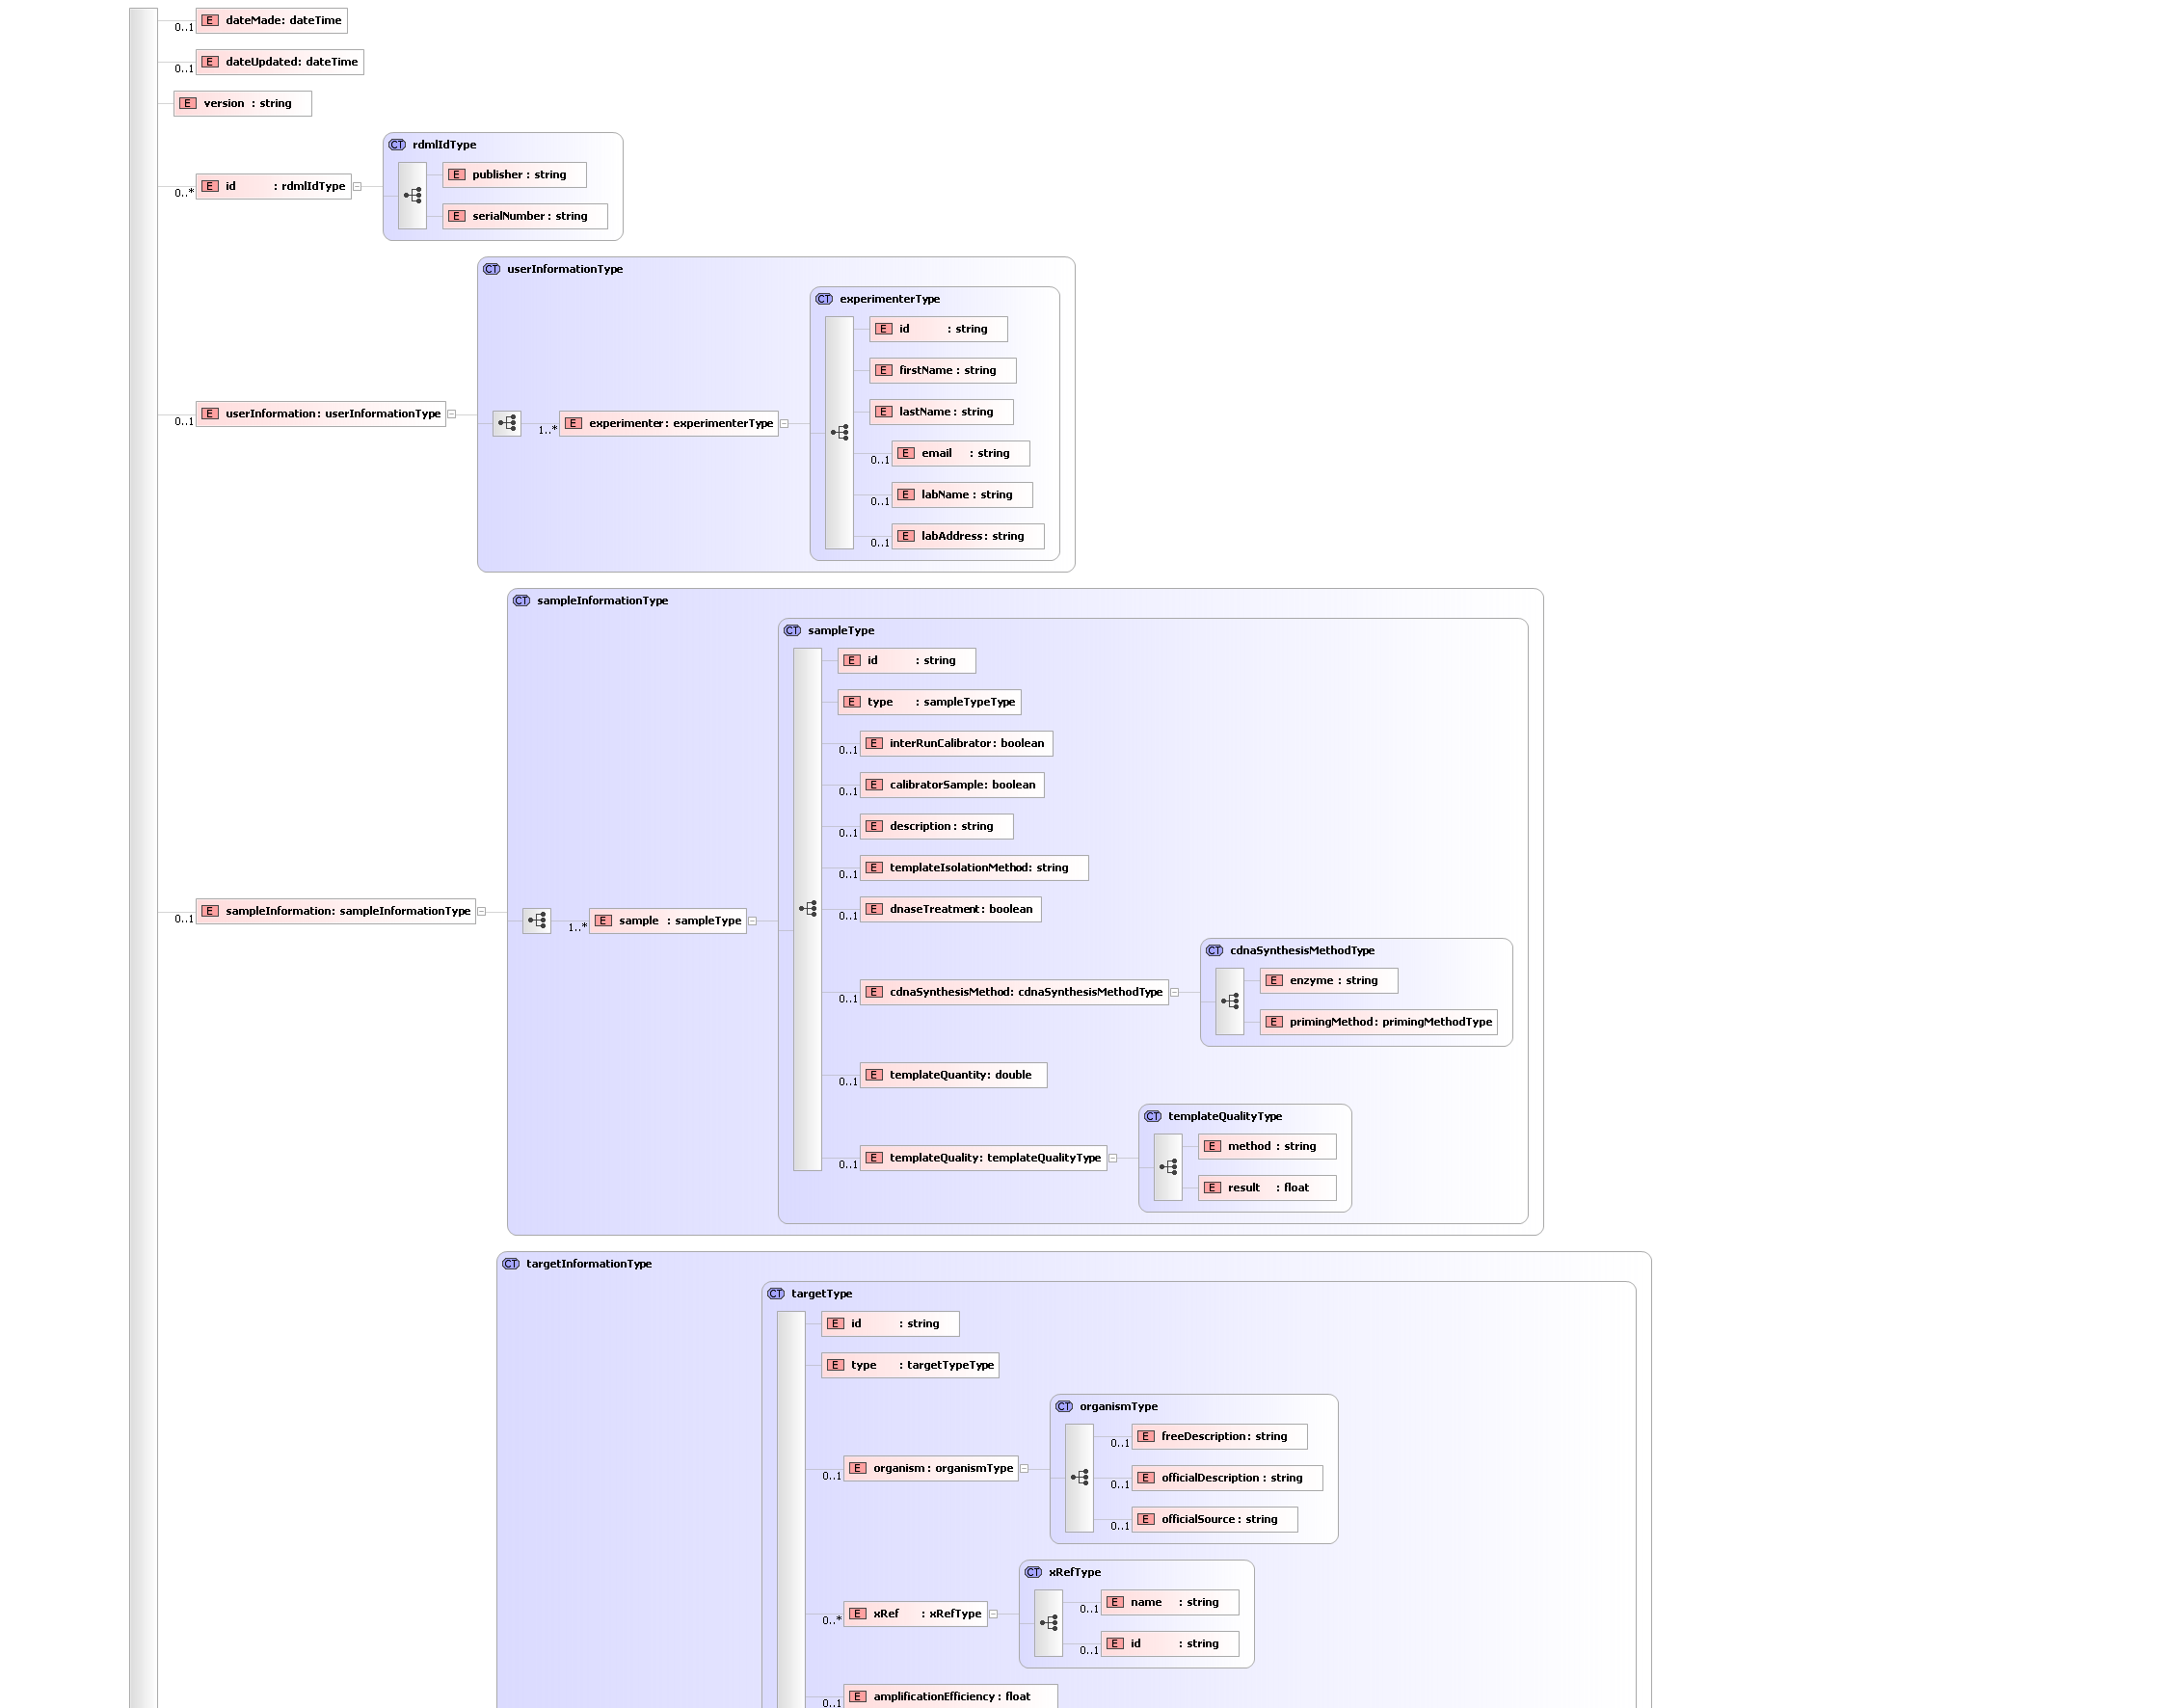 E dateMade: dateTime
0..1
E dateUpdated: dateTime
0..1
E version : string
CT rdmlIdType
E publisher : string
E id : rdmlIdType
0..*
E serialNumber: string
CT userInformationType
CT experimenterType
E id : string
E firstName: string
E lastName: string
E userInformation: userInformationType
0..1
E experimenter: experimenterType
1..*
E email : string
0..1
E labName: string
0..1
E labAddress: string
0..1
CT sampleInformationType
CT sampleType
E id : string
E type : sampleTypeType
E interRunCalibrator: boolean
0..1
E calibratorSample: boolean
0..1
E description: string
0..1
E templateIsolationMethod: string
0..1
E dnaseTreatment: boolean
0..1
E sampleInformation: sampleInformationType
0..1
E sample : sampleType
1..*
CT cdnaSynthesisMethodType
E enzyme : string
E cdnaSynthesisMethod: cdnaSynthesisMethodType
0..1
E primingMethod: primingMethodType
E templateQuantity: double
0..1
CT templateQualityType
E method : string
E templateQuality: templateQualityType
0..1
E result : float
CT targetInformationType
CT targetType
E id : string
E type : targetTypeType
CT organismType
E freeDescription: string
0..1
E organism: organismType
0..1
E officialDescription: string
0..1
E officialSource: string
0..1
CT xRefType
E name : string
0..1
E xRef : xRefType
0..*
E id : string
0..1
E amplificationEfficiency: float
0..1